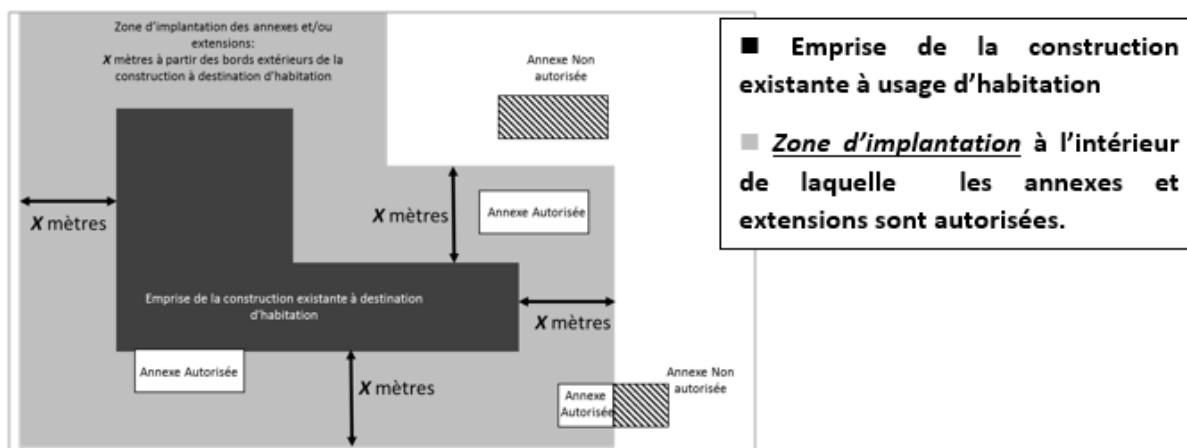 Zone d'implantation des annexes et/ou
extensions:
X mètres à partir des bords extérieurs de la
construction à destination d'habitation
Annexe Non
autorisée
X mètres
X mètres
Annexe Autorisée
Emprise de la construction existante à destination
d'habitation
X mètres
Annexe Autorisée
X mètres
Annexe
Autorisée
Annexe Non
autorisée
■ Emprise de la construction
existante à usage d'habitation
■ Zone d'implantation à l'intérieur
de laquelle les annexes et
extensions sont autorisées.